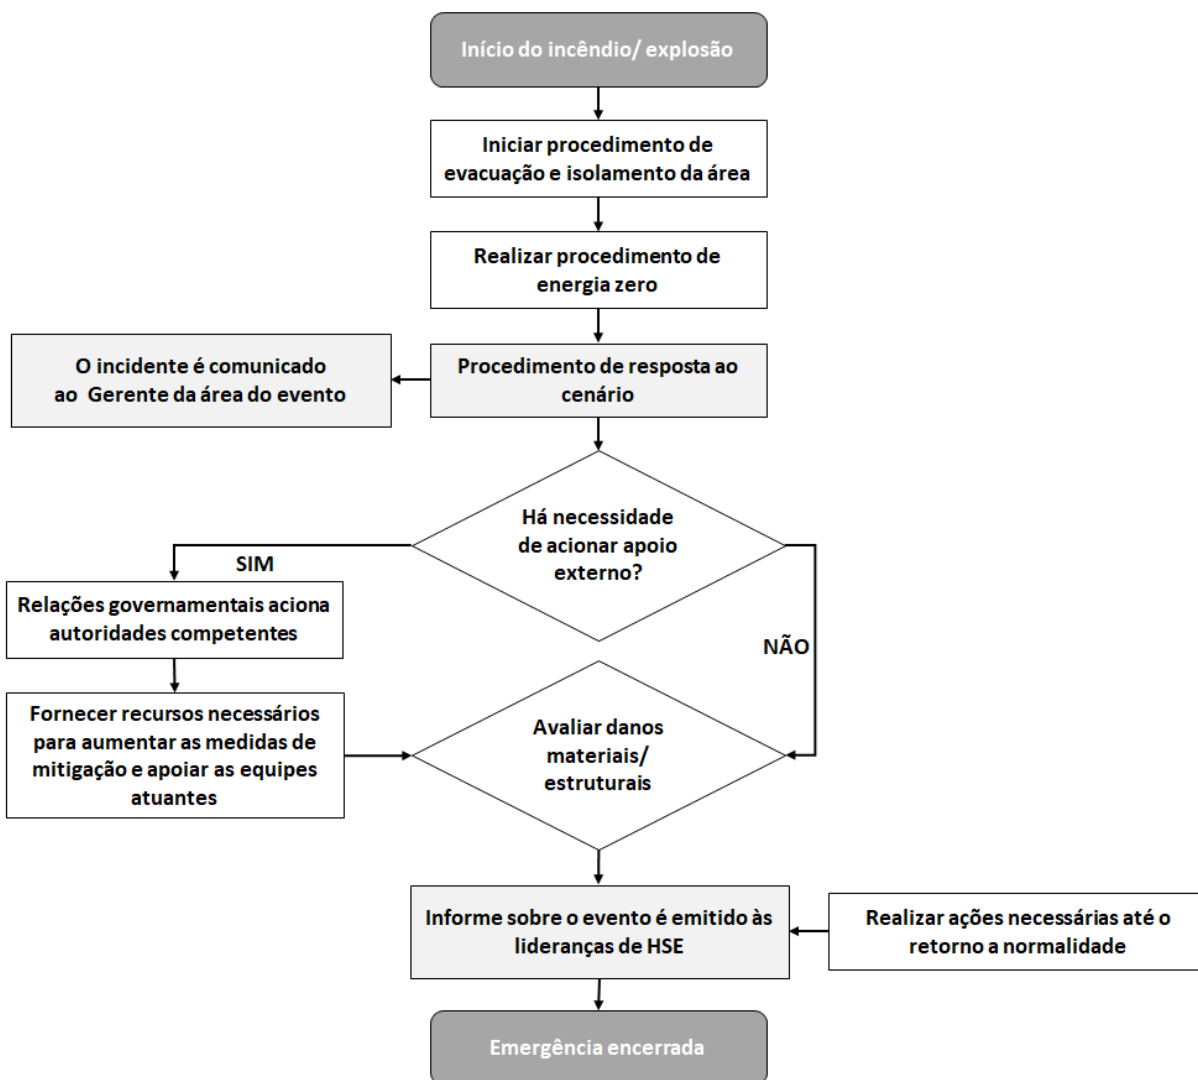 Início do incêndio/ explosão
Iniciar procedimento de
evacuação e isolamento da área
Realizar procedimento de
energia zero
O incidente é comunicado
ao Gerente da área do evento
Procedimento de resposta ao
cenário
Há necessidade
de acionar apoio
externo?
SIM
NÃO
Relações governamentais aciona
autoridades competentes
Fornecer recursos necessários
para aumentar as medidas de
mitigação e apoiar as equipes
atuantes
Avaliar danos
materiais/
estruturais
Informe sobre o evento é emitido às
lideranças de HSE
Realizar ações necessárias até o
retorno a normalidade
Emergência encerrada